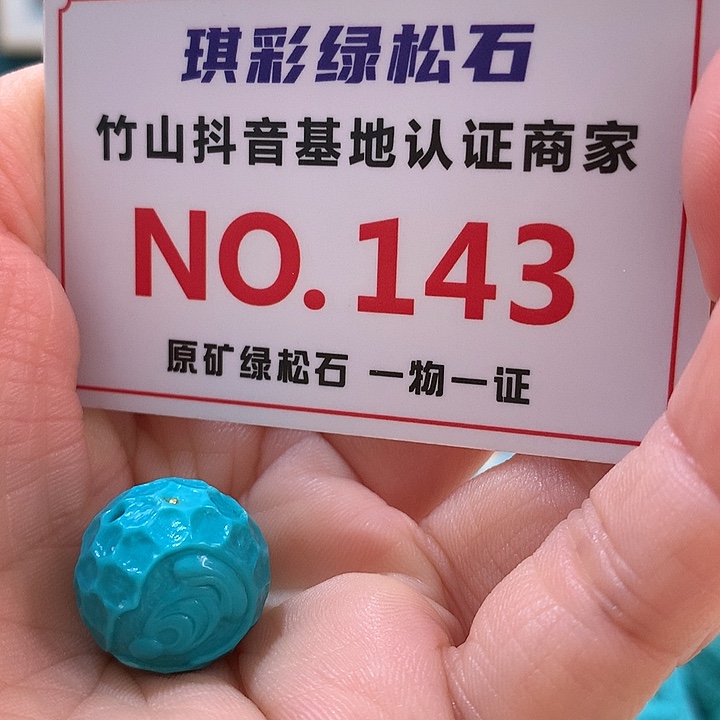 琪彩绿松石
竹山抖音基地认证商家
NO.143
原矿绿松石 一物一证